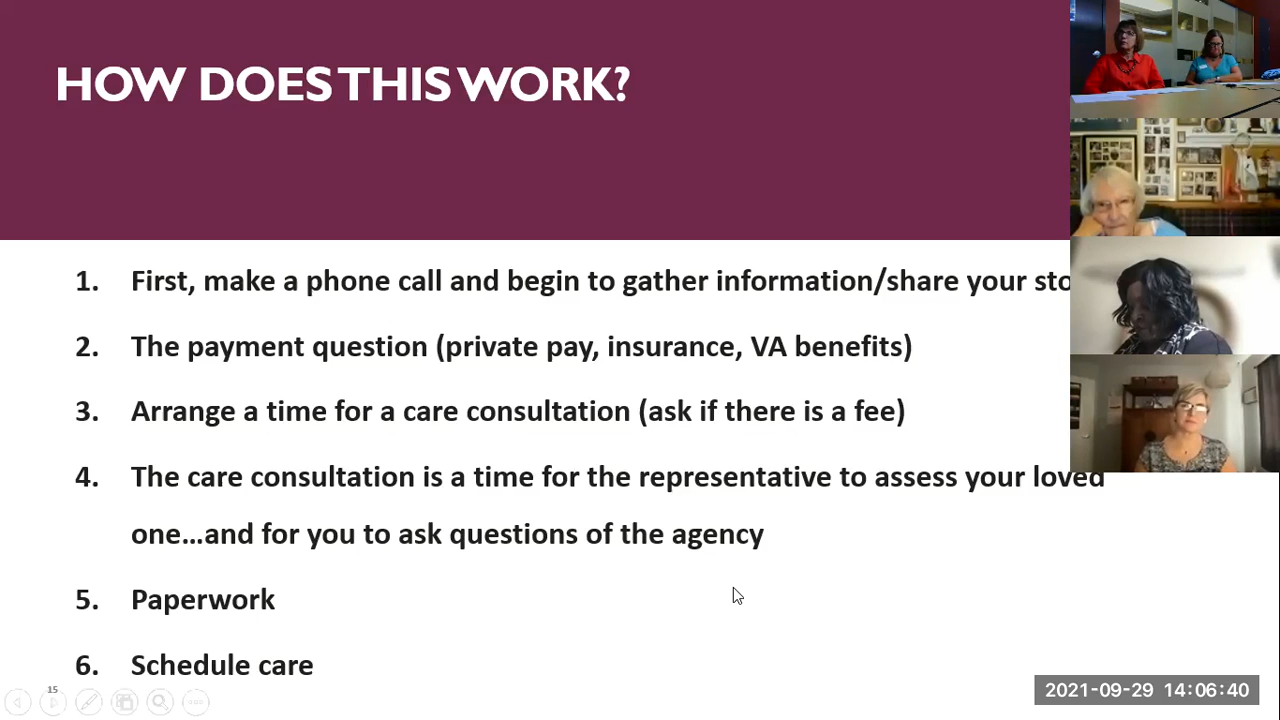 HOW DOES THIS WORK?
1. First, make a phone call and begin to gather information/share your sto
2. The payment question (private pay, insurance, VA benefits)
3. Arrange a time for a care consultation (ask if there is a fee)
4. The care consultation is a time for the representative to assess your loved
one…and for you to ask questions of the agency
5. Paperwork
6. Schedule care
15
2021-09-29 14:06:40